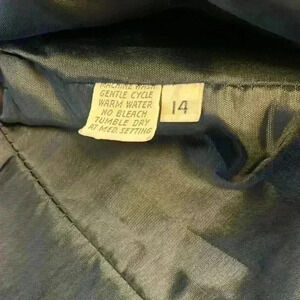 MACHINE WASH
GENTLE CYCLE
WARM WATER
NO BLEACH
TUMBLE DRY
AT MED. SETTING
14